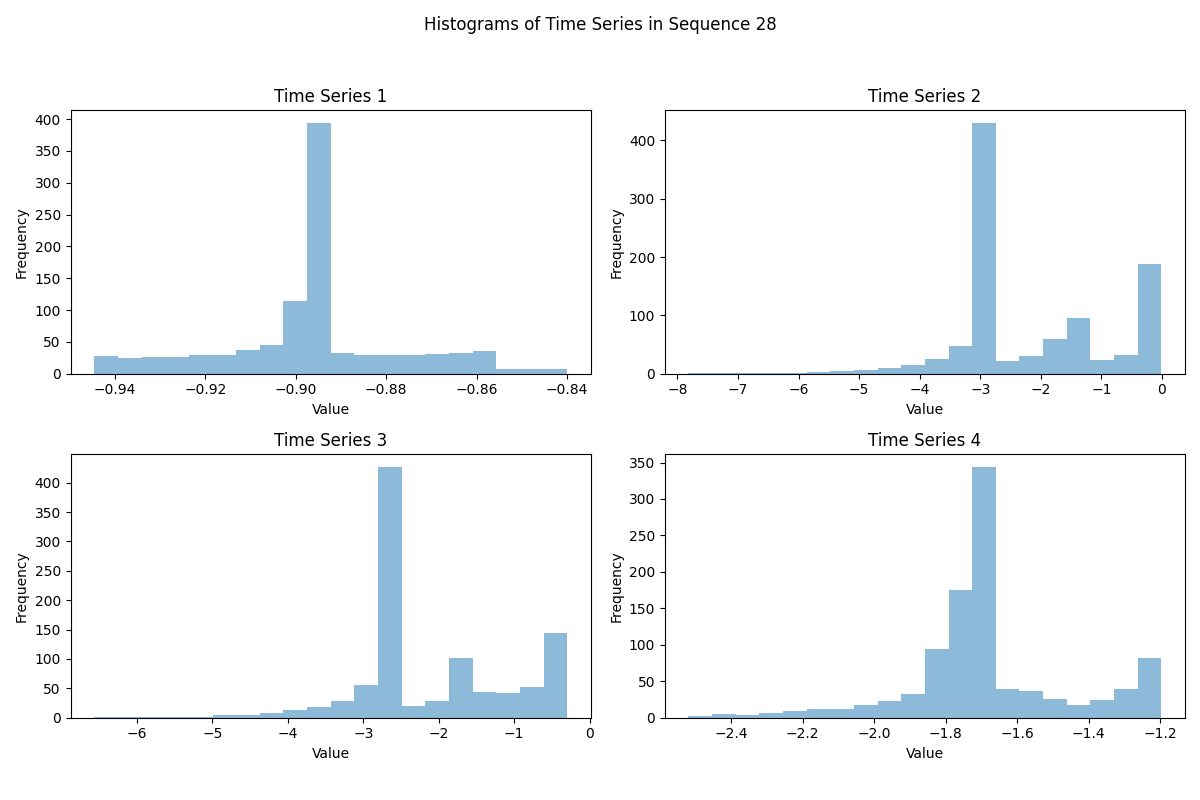 Histograms of Time Series in Sequence 28
Time Series 1
Frequency
400
350
300
250
200
150
100
50
0
−0.94 −0.92 −0.90 −0.88 −0.86 −0.84
Value
Time Series 2
Frequency
400
300
200
100
0
−8 −7 −6 −5 −4 −3 −2 −1 0
Value
Time Series 3
Frequency
400
350
300
250
200
150
100
50
0
−6 −5 −4 −3 −2 −1 0
Value
Time Series 4
Frequency
350
300
250
200
150
100
50
0
−2.4 −2.2 −2.0 −1.8 −1.6 −1.4 −1.2
Value